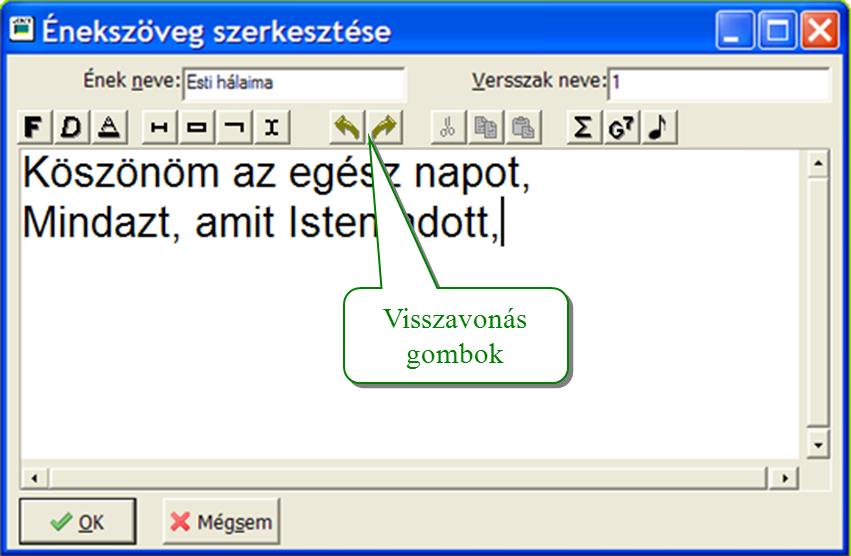 Énekszöveg szerkesztése
Ének neve: Esti hálaima Versszak neve: 1
F D A Σ G7
Köszönöm az egész napot,
Mindazt, amit Isten adott,
Visszavonás
gombok
OK Mégsem